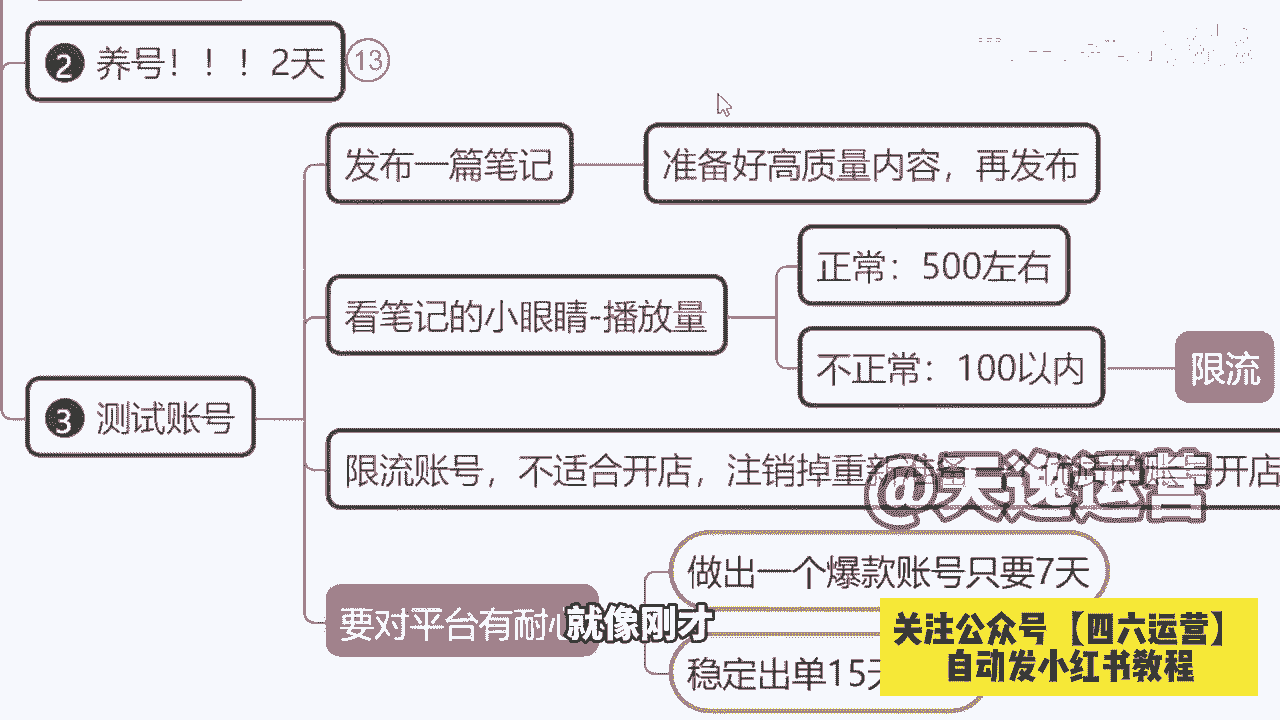 2 养号！！！2天 13
发布一篇笔记
准备好高质量内容，再发布
正常：500左右
看笔记的小眼睛-播放量
不正常：100以内
限流
3 测试账号
限流账号，不适合开店，注销掉重新
开店
@天逸运营
做出一个爆款账号只要7天
要对平台有耐心
就像刚才
稳定出单15天
关注公众号【四六运营】
自动发小红书教程